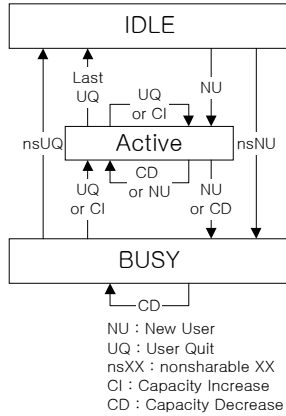 IDLE
Last
UQ
UQ
or CI
NU
nsUQ
Active
nsNU
UQ
or CI
CD
or NU
NU
or CD
BUSY
CD
NU : New User
UQ : User Quit
nsXX : nonsharable XX
CI : Capacity Increase
CD : Capacity Decrease